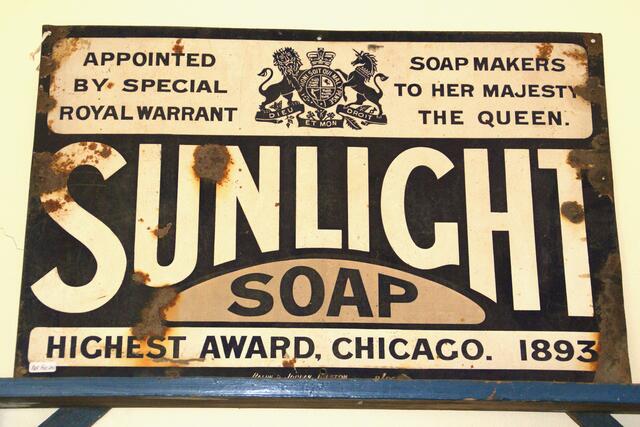 APPOINTED
BY SPECIAL
ROYAL WARRANT
SOAP MAKERS
TO HER MAJESTY
THE QUEEN.
DIEU ET MON DROIT
SUNLIGHT
SOAP
HIGHEST AWARD, CHICAGO. 1893